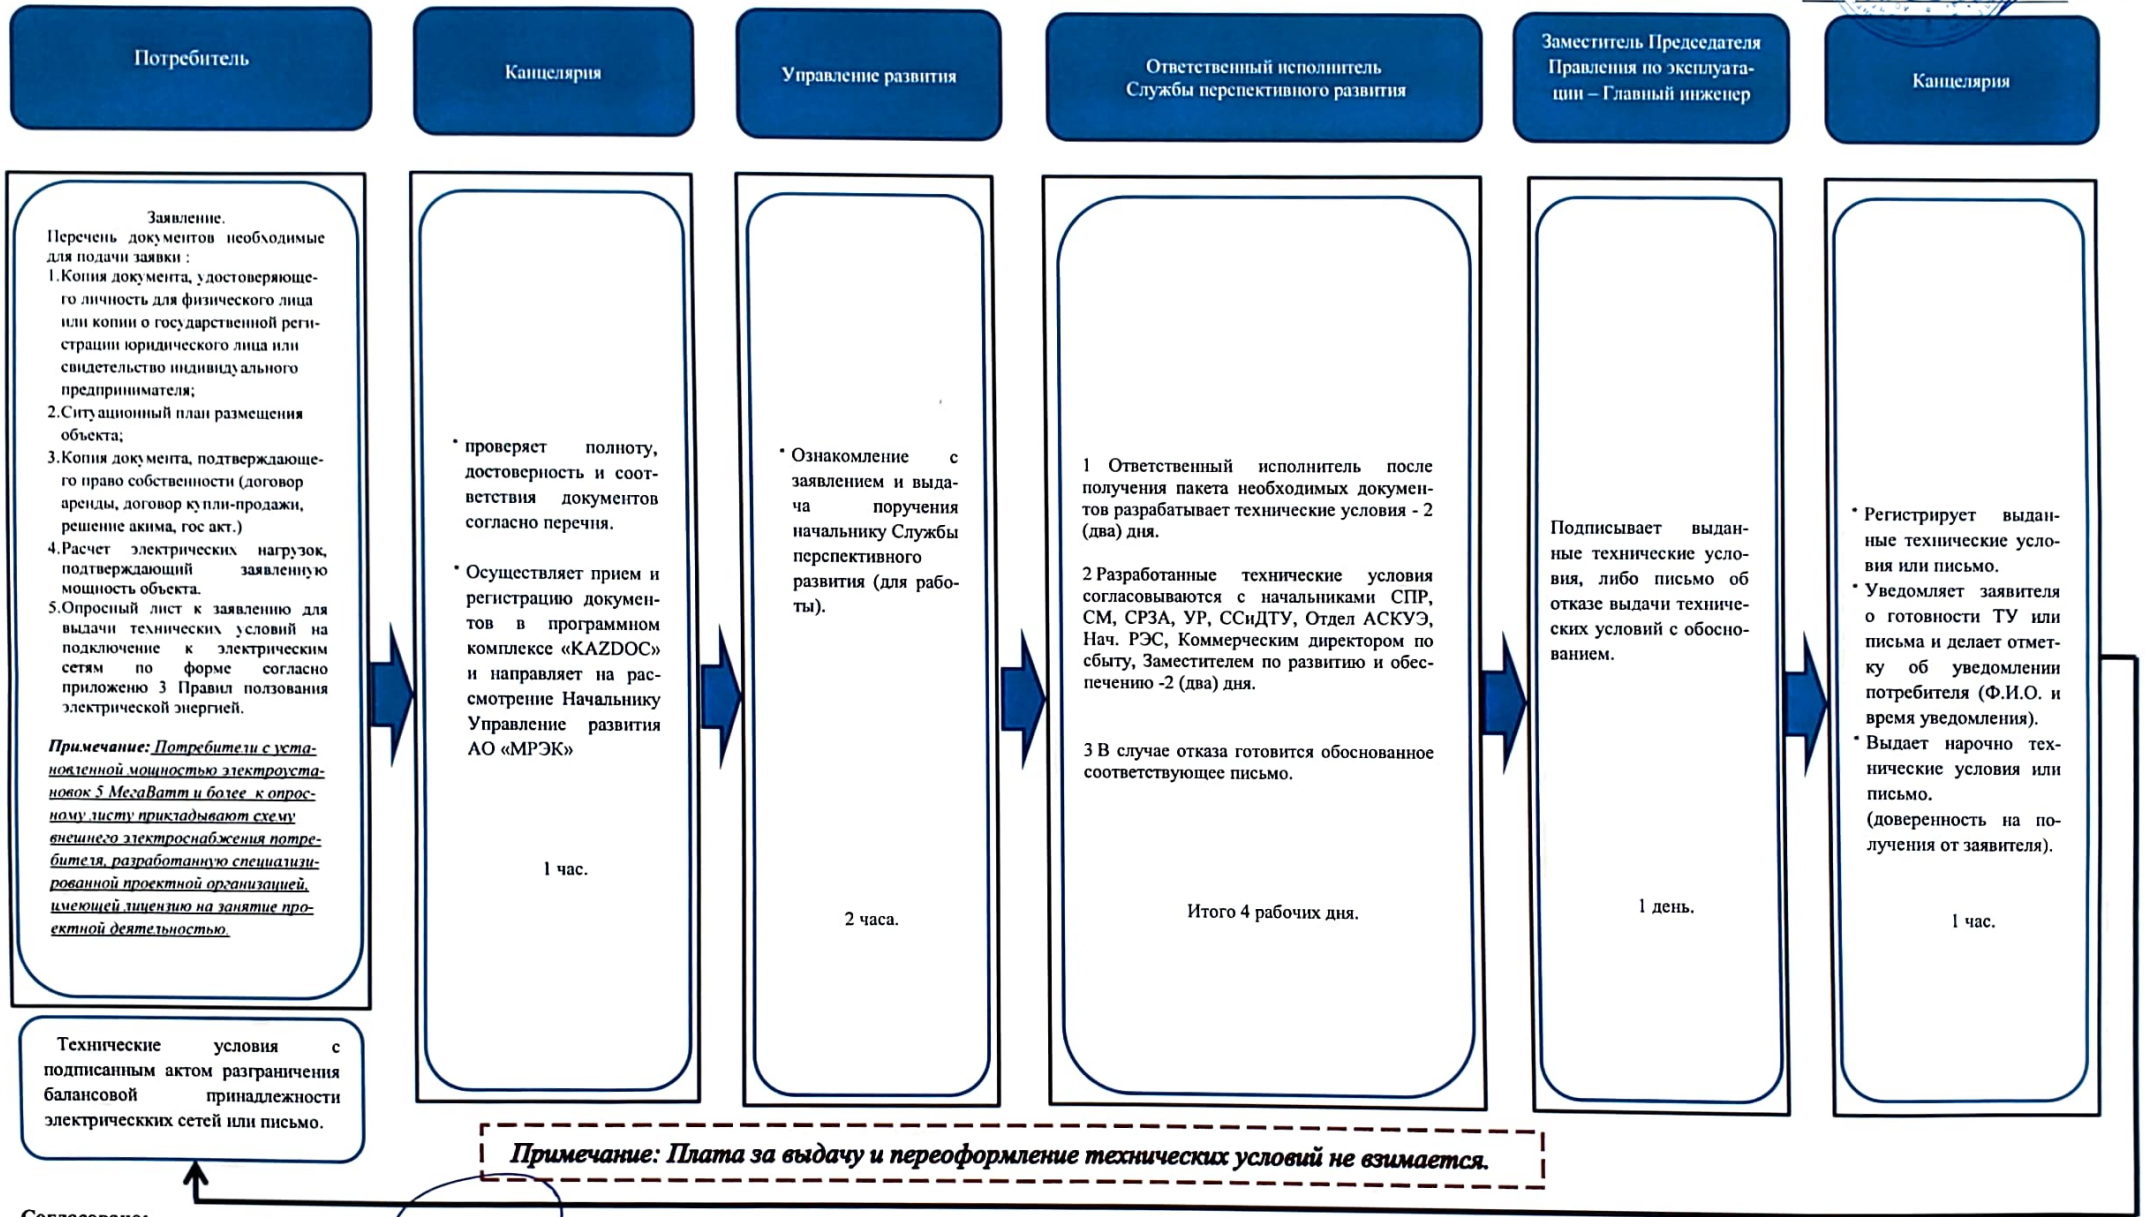 Потребитель
Канцелярия
Управление развития
Ответственный исполнитель
Службы перспективного развития
Заместитель Председателя
Правления по эксплуата-
ции – Главный инженер
Канцелярия
Заявление.
Перечень документов необходимые
для подачи заявки :
1.Копия документа, удостоверяюще-
го личность для физического лица
или копии о государственной реги-
страции юридического лица или
свидетельство индивидуального
предпринимателя;
2.Ситуационный план размещения
объекта;
3.Копия документа, подтверждающе-
го право собственности (договор
аренды, договор купли-продажи,
решение акима, гос акт.)
4.Расчет электрических нагрузок,
подтверждающий заявленную
мощность объекта.
5.Опросный лист к заявлению для
выдачи технических условий на
подключение к электрическим
сетям по форме согласно
приложеню 3 Правил ползования
электрической энергией.
Примечание: Потребители с уста-
новленной мощностью электроуста-
новок 5 МегаВатт и более к опрос-
ному листу прикладывают схему
внешнего электроснабжения потре-
бителя, разработанную специализи-
рованной проектной организацией,
имеющей лицензию на занятие про-
ектной деятельностью.
Технические условия с
подписанным актом разграничения
балансовой принадлежности
электрическких сетей или письмо.
• проверяет полноту,
достоверность и соот-
ветствия документов
согласно перечня.
• Осуществляет прием и
регистрацию докумен-
тов в программном
комплексе «KAZDOC»
и направляет на рас-
смотрение Начальнику
Управление развития
АО «МРЭК»
1 час.
• Ознакомление с
заявлением и выда-
ча поручения
начальнику Службы
перспективного
развития (для рабо-
ты).
2 часа.
1 Ответственный исполнитель после
получения пакета необходимых докумен-
тов разрабатывает технические условия - 2
(два) дня.
2 Разработанные технические условия
согласовываются с начальниками СПР,
СМ, СРЗА, УР, ССиДТУ, Отдел АСКУЭ,
Нач. РЭС, Коммерческим директором по
сбыту, Заместителем по развитию и обес-
печению -2 (два) дня.
3 В случае отказа готовится обоснованное
соответствующее письмо.
Итого 4 рабочих дня.
Подписывает выдан-
ные технические усло-
вия, либо письмо об
отказе выдачи техниче-
ских условий с обосно-
ванием.
1 день.
• Регистрирует выдан-
ные технические усло-
вия или письмо.
• Уведомляет заявителя
о готовности ТУ или
письма и делает отмет-
ку об уведомлении
потребителя (Ф.И.О. и
время уведомления).
• Выдает нарочно тех-
нические условия или
письмо.
(доверенность на по-
лучения от заявителя).
1 час.
Примечание: Плата за выдачу и переоформление технических условий не взимается.
Согласовано: